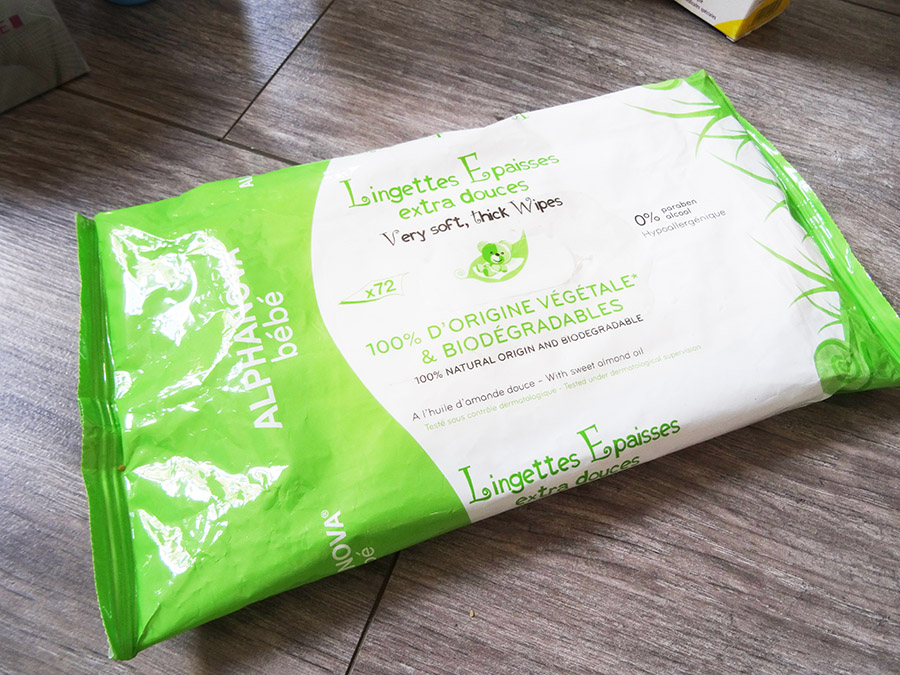 Lingettes Epaisses
extra douces
Very soft, thick Wipes
0% paraben
alcool
Hypoallergénique
x72
100% D'ORIGINE VÉGÉTALE*
& BIODÉGRADABLES
100% NATURAL ORIGIN AND BIODEGRADABLE
A l'huile d'amande douce - With sweet almond oil
Testé sous contrôle dermatologique - Tested under dermatological supervision
Lingettes Epaisses
extra douces
ALPHANOVA
bébé
NOVA®
bé